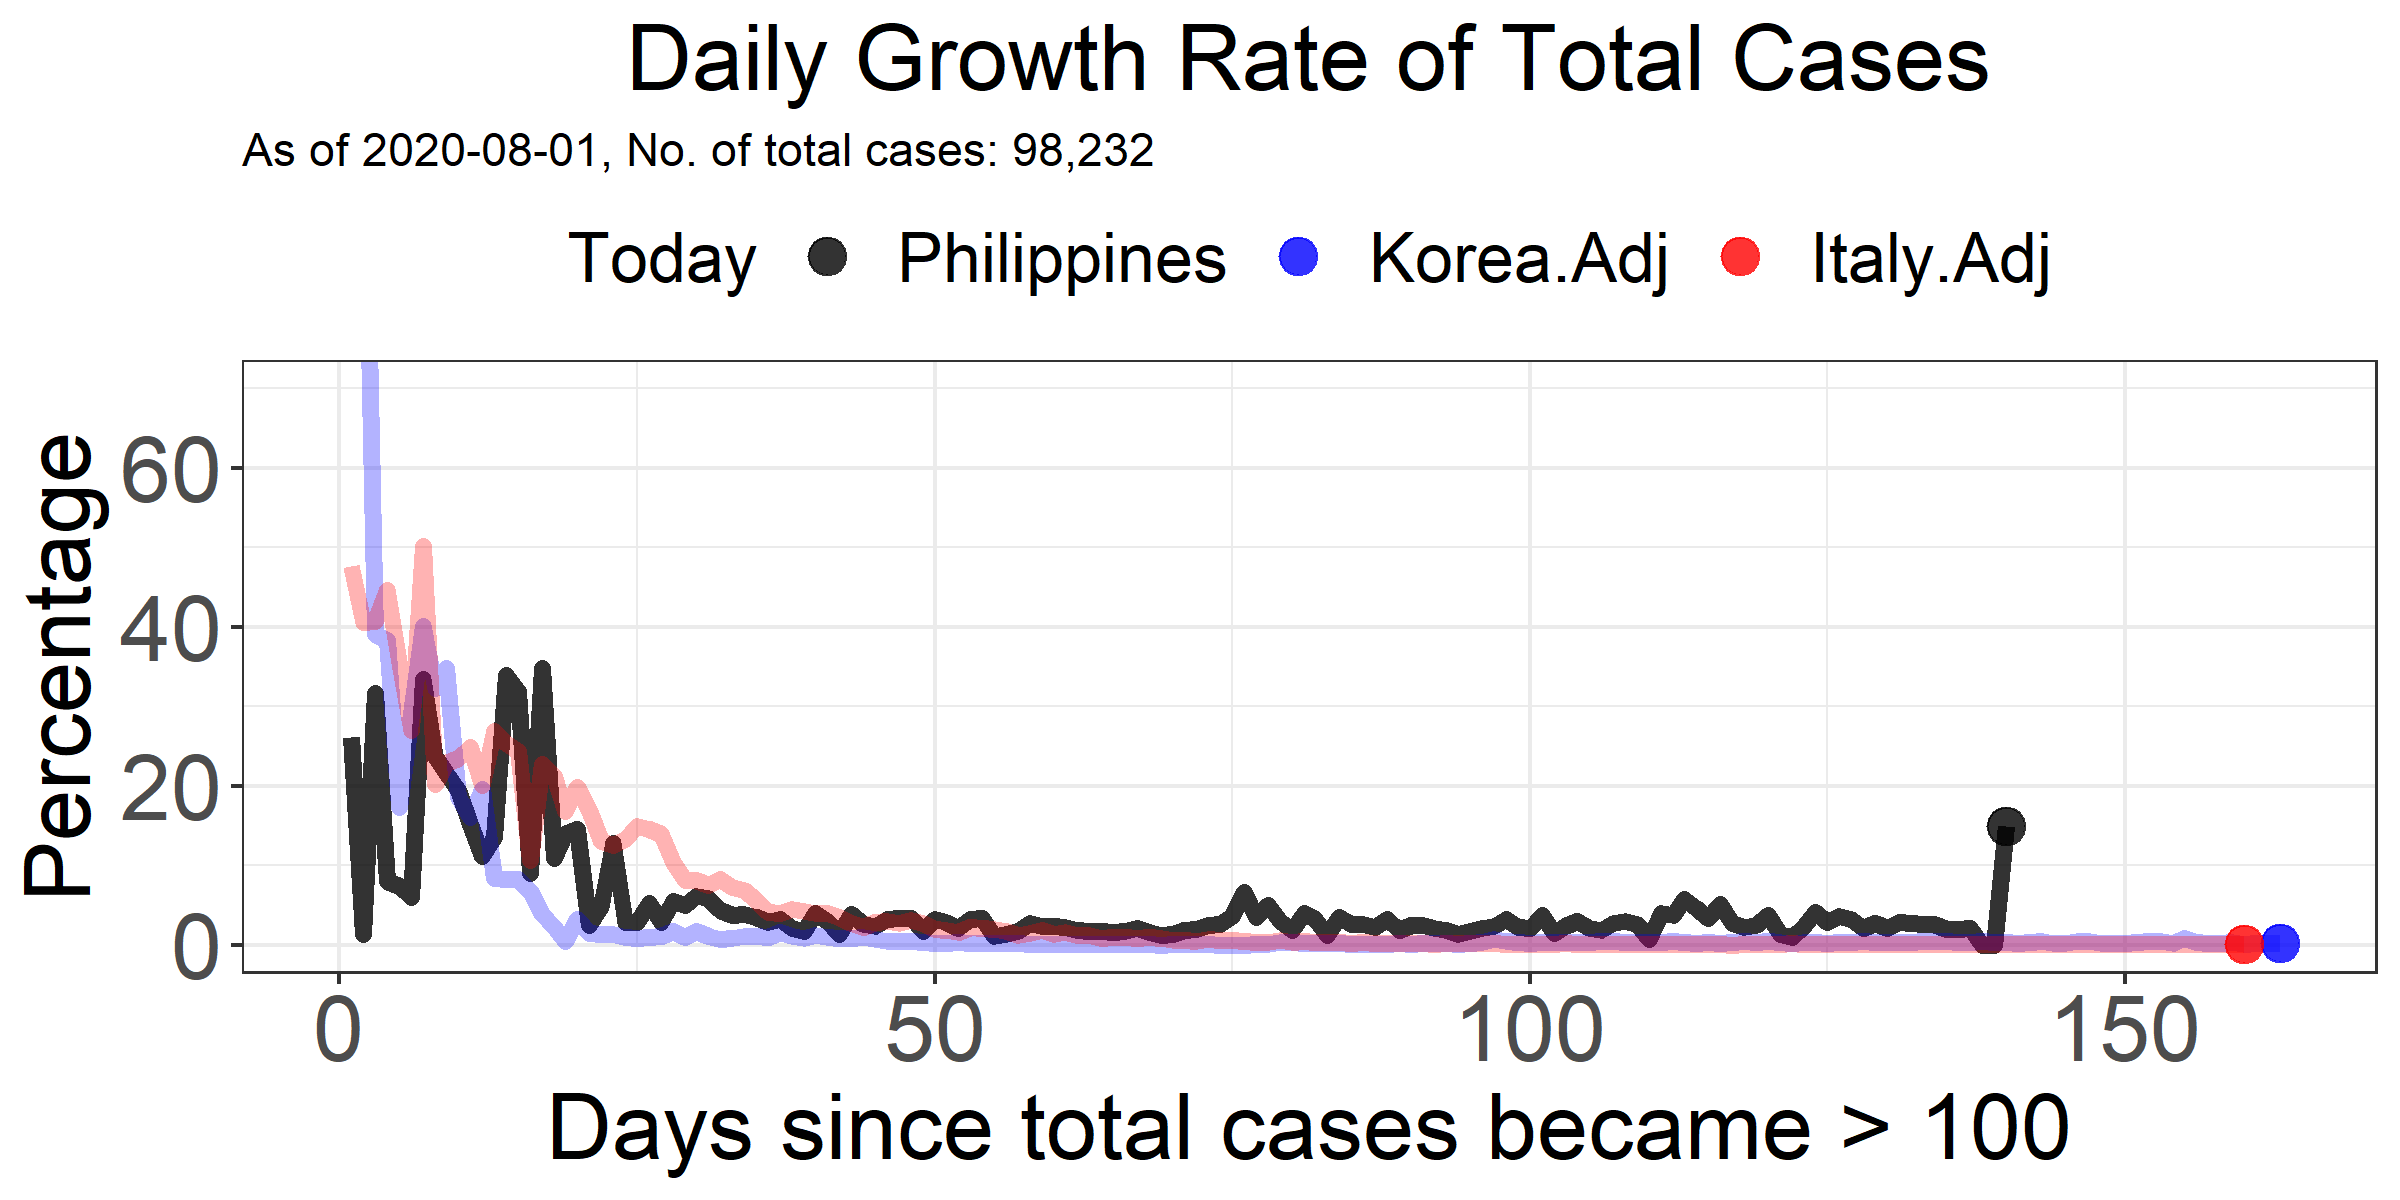 Daily Growth Rate of Total Cases
As of 2020-08-01, No. of total cases: 98,232
Today Philippines Korea.Adj Italy.Adj
Percentage
60
40
20
0
0 50 100 150
Days since total cases became > 100